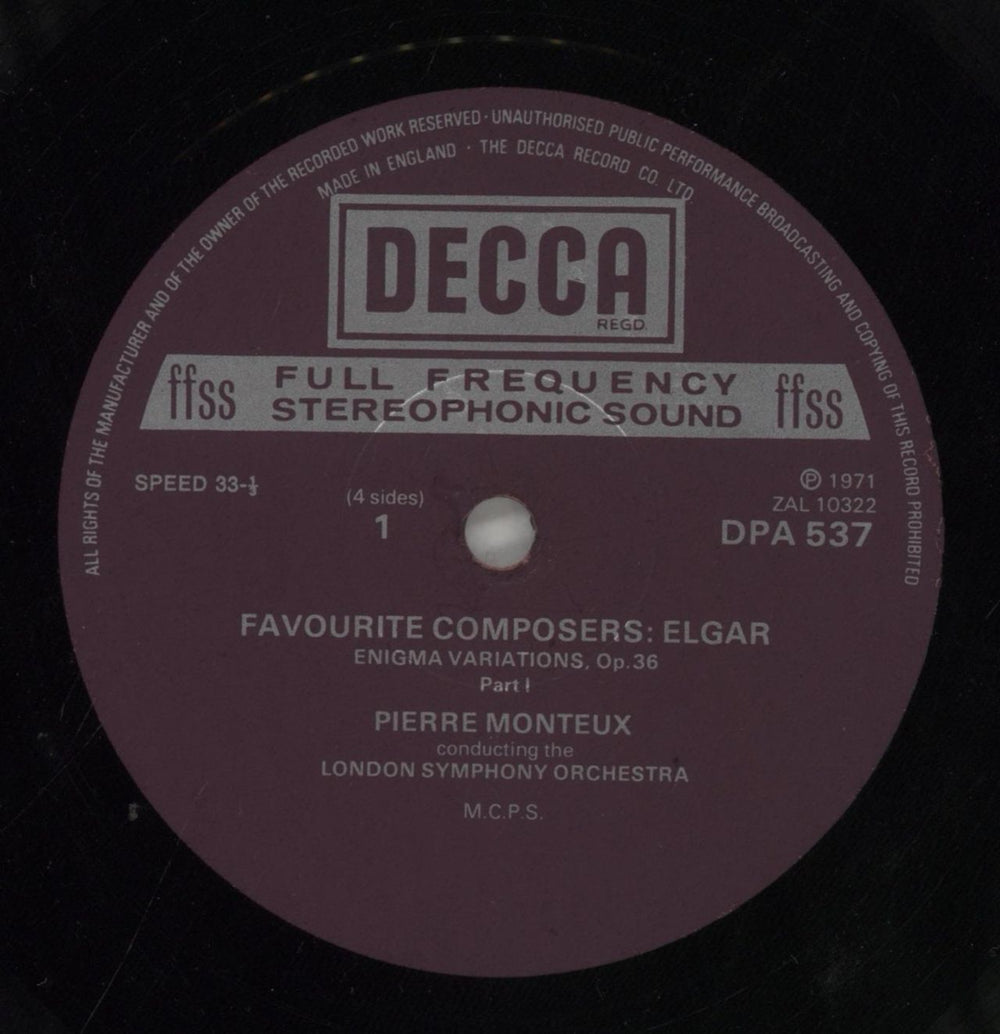 ALL RIGHTS OF THE MANUFACTURER AND OF THE OWNER OF THE RECORDED WORK RESERVED · UNAUTHORISED PUBLIC PERFORMANCE BROADCASTING AND COPYING OF THIS RECORD PROHIBITED
MADE IN ENGLAND · THE DECCA RECORD CO. LTD.
DECCA
REGD.
ffss FULL FREQUENCY STEREOPHONIC SOUND ffss
SPEED 33-⅓
(4 sides)
1
Ⓟ 1971
ZAL 10322
DPA 537
FAVOURITE COMPOSERS: ELGAR
ENIGMA VARIATIONS, Op.36
Part I
PIERRE MONTEUX
conducting the
LONDON SYMPHONY ORCHESTRA
M.C.P.S.